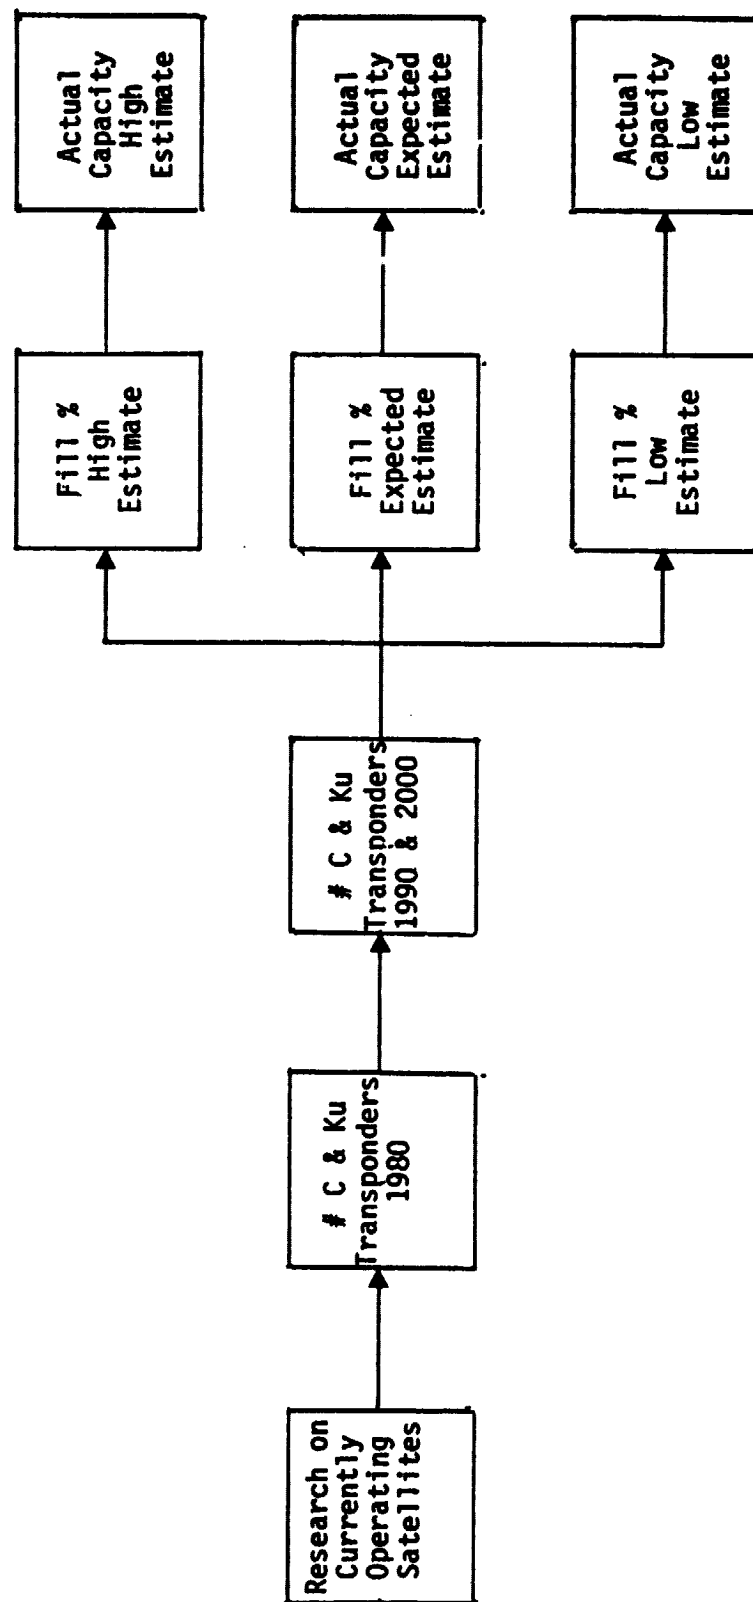 Research on
Currently
Operating
Satellites
# C & Ku
Transponders
1980
# C & Ku
Transponders
1990 & 2000
Fill %
High
Estimate
Fill %
Expected
Estimate
Fill %
Low
Estimate
Actual
Capacity
High
Estimate
Actual
Capacity
Expected
Estimate
Actual
Capacity
Low
Estimate